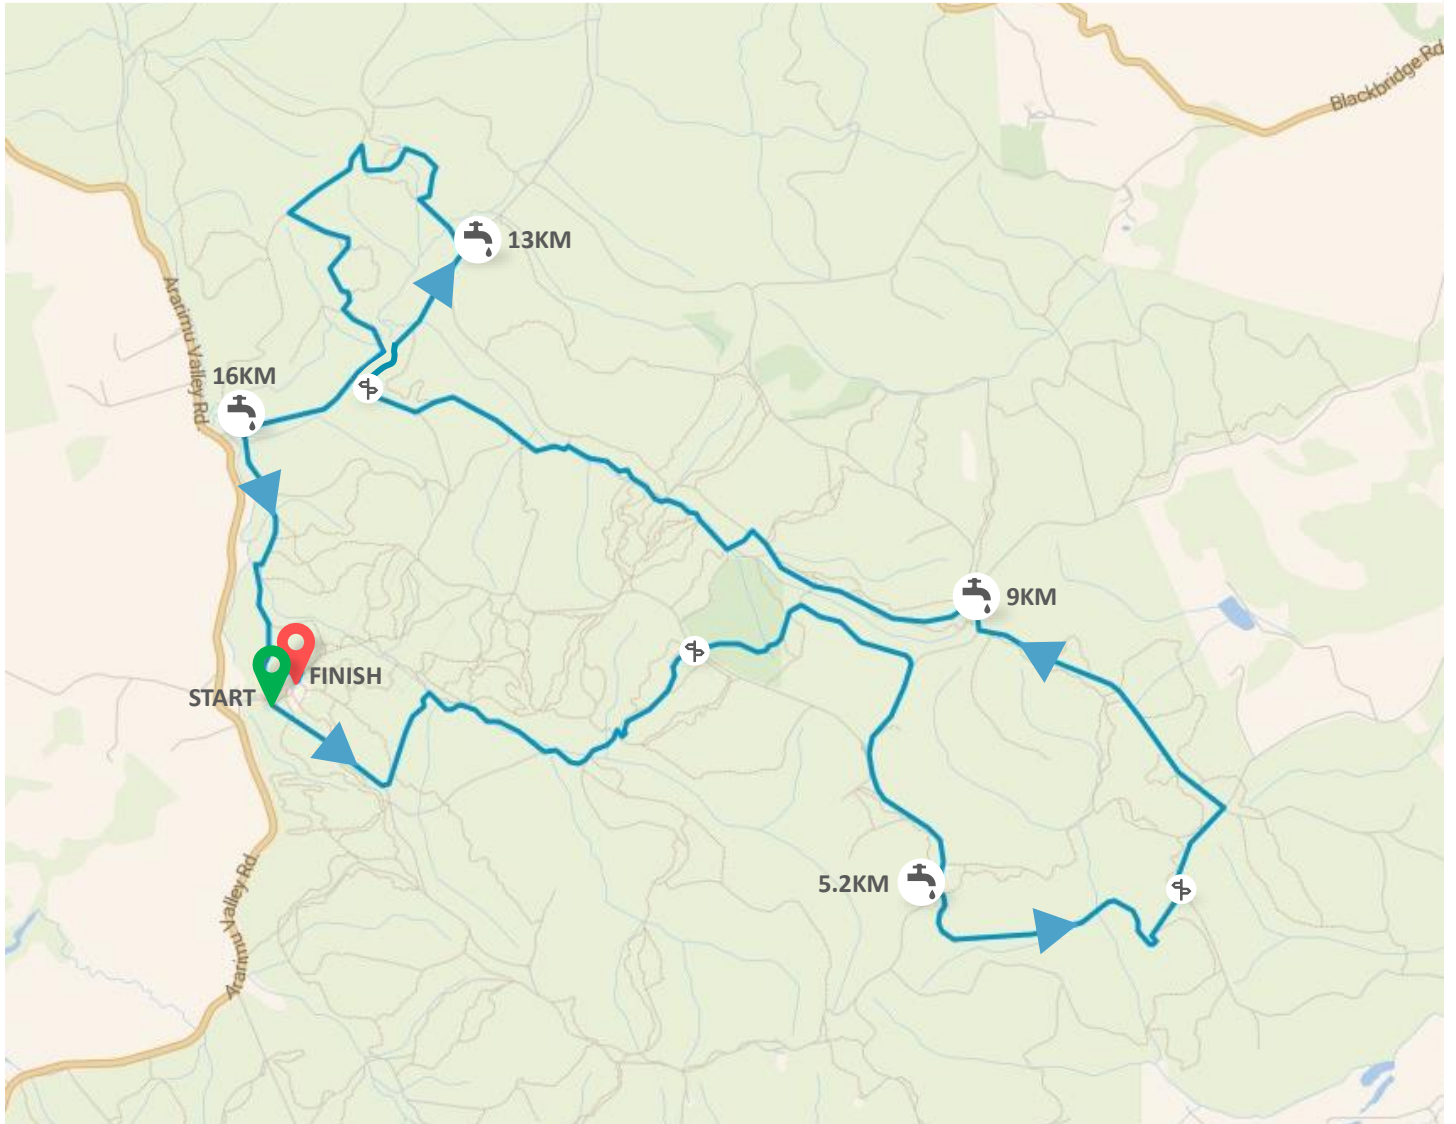 Blackbridge Rd
13KM
Ararimu Valley Rd.
16KM
9KM
FINISH
START
5.2KM
Ararimu Valley Rd.